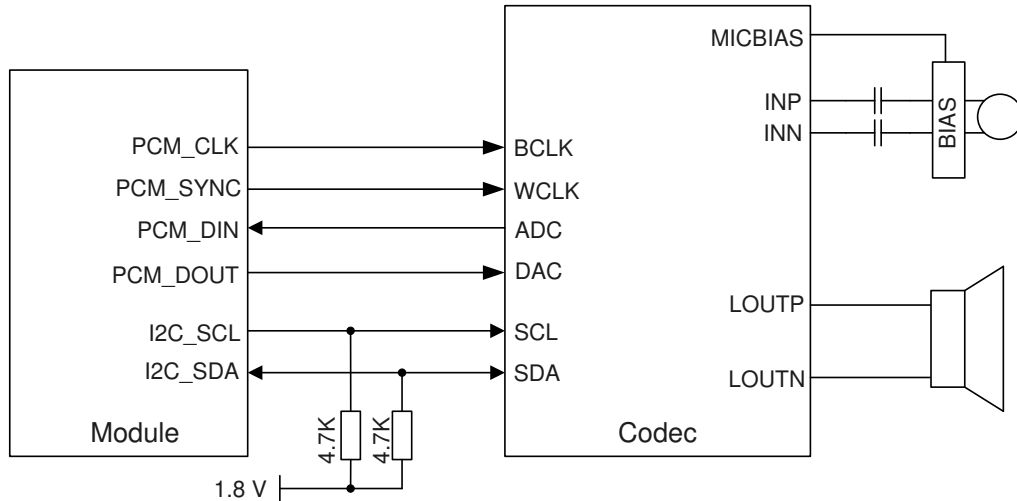 MICBIAS
INP
INN
BIAS
PCM_CLK
BCLK
PCM_SYNC
WCLK
PCM_DIN
ADC
PCM_DOUT
DAC
LOUTP
I2C_SCL
SCL
I2C_SDA
SDA
LOUTN
Module
4.7K
4.7K
Codec
1.8 V